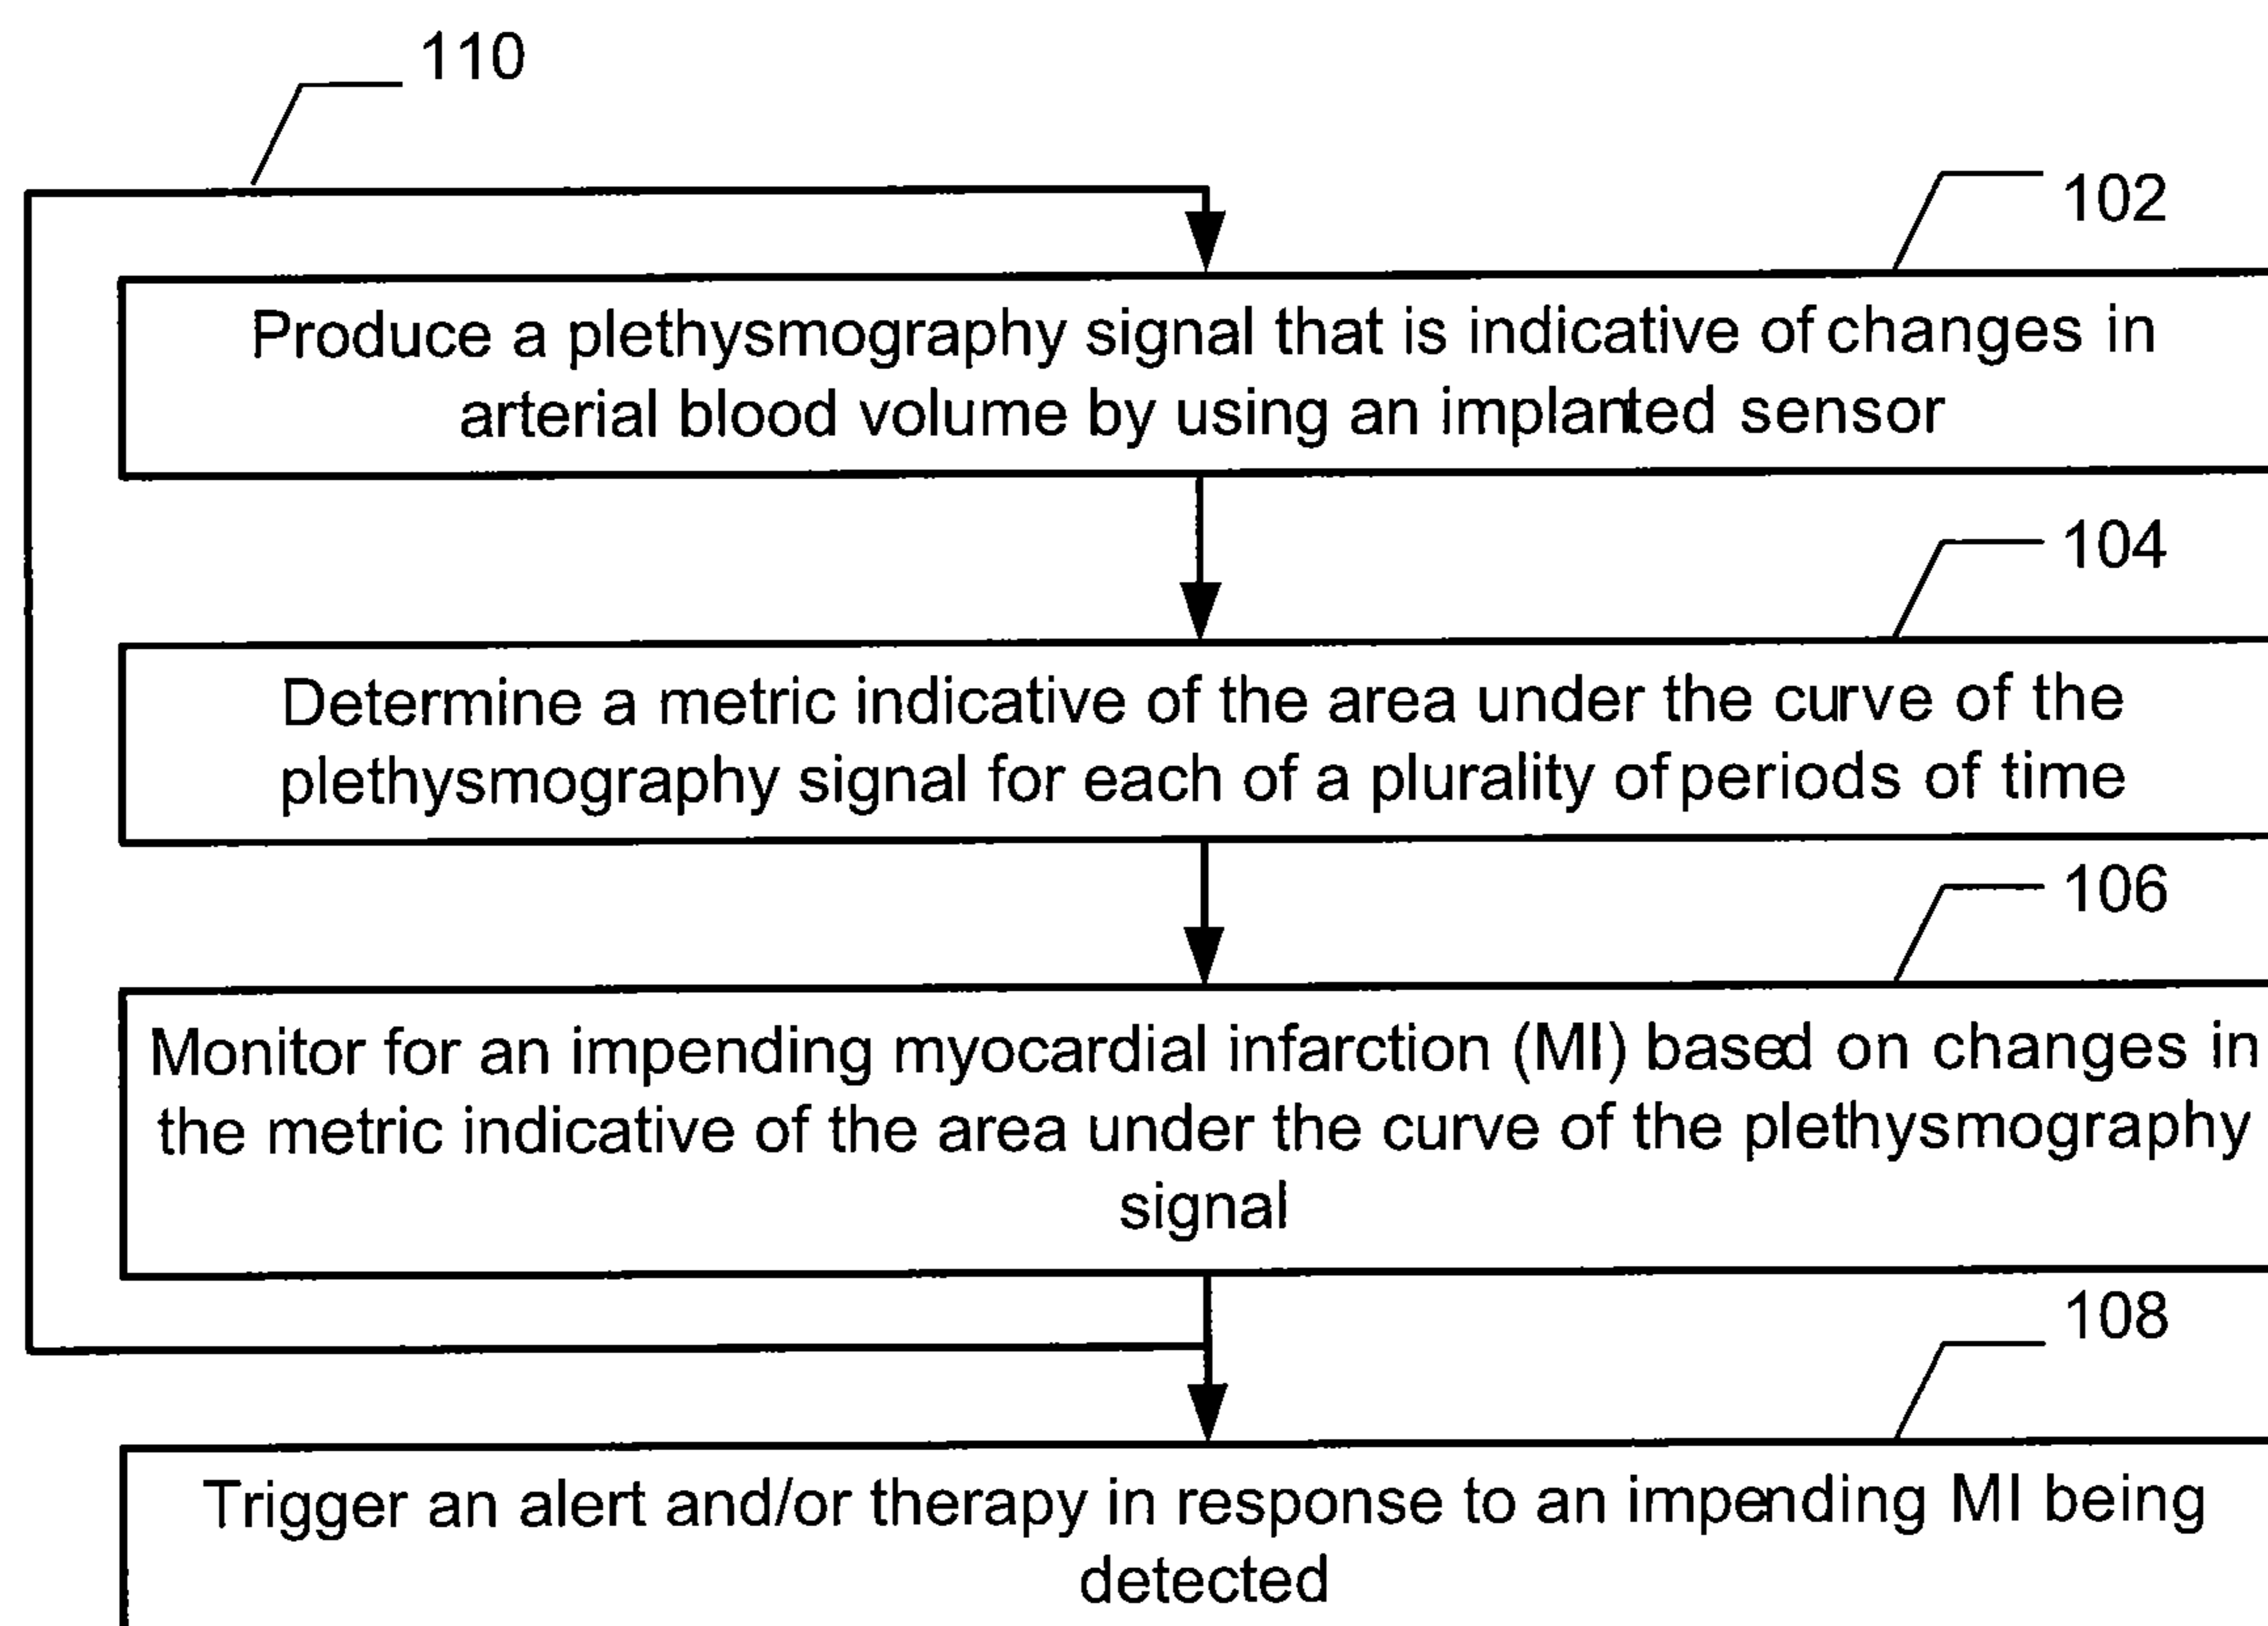 110
102
Produce a plethysmography signal that is indicative of changes in
arterial blood volume by using an implanted sensor
104
Determine a metric indicative of the area under the curve of the
plethysmography signal for each of a plurality of periods of time
106
Monitor for an impending myocardial infarction (MI) based on changes in
the metric indicative of the area under the curve of the plethysmography
signal
108
Trigger an alert and/or therapy in response to an impending MI being
detected